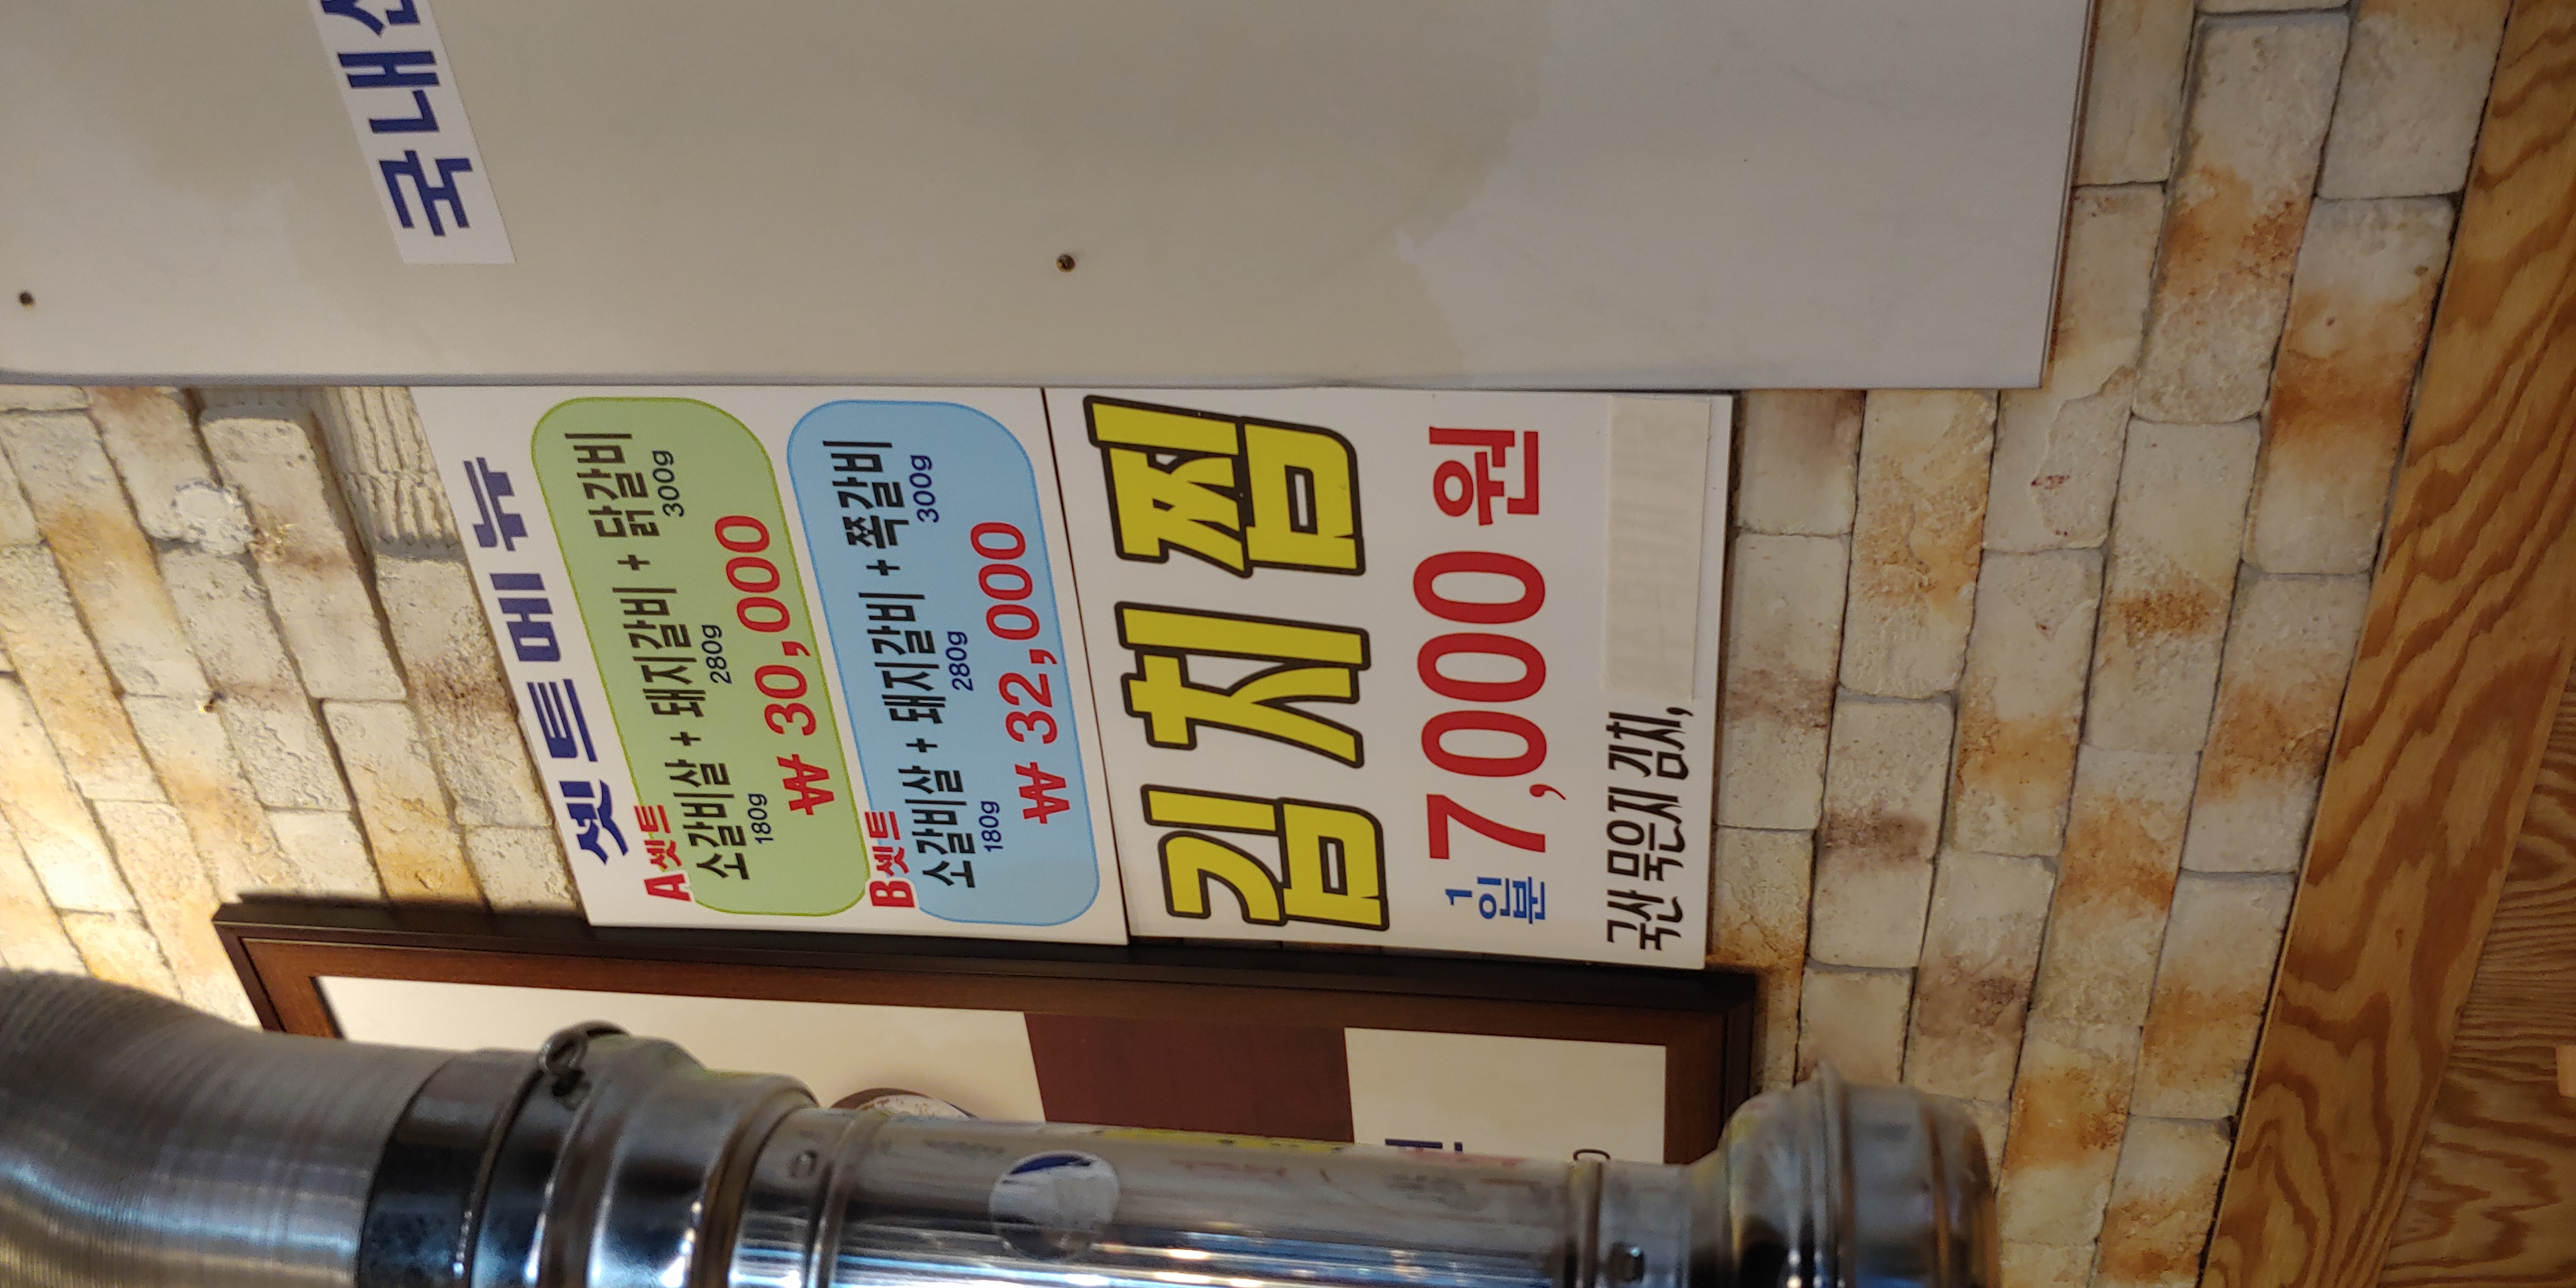 국내산
셋트메뉴
A셋트
소갈비살 + 돼지갈비 + 닭갈비
180g 280g 300g
₩ 30,000
B셋트
소갈비살 + 돼지갈비 + 쪽갈비
180g 280g 300g
₩ 32,000
김치찜
1인분 7,000원
국산 묵은지 김치,